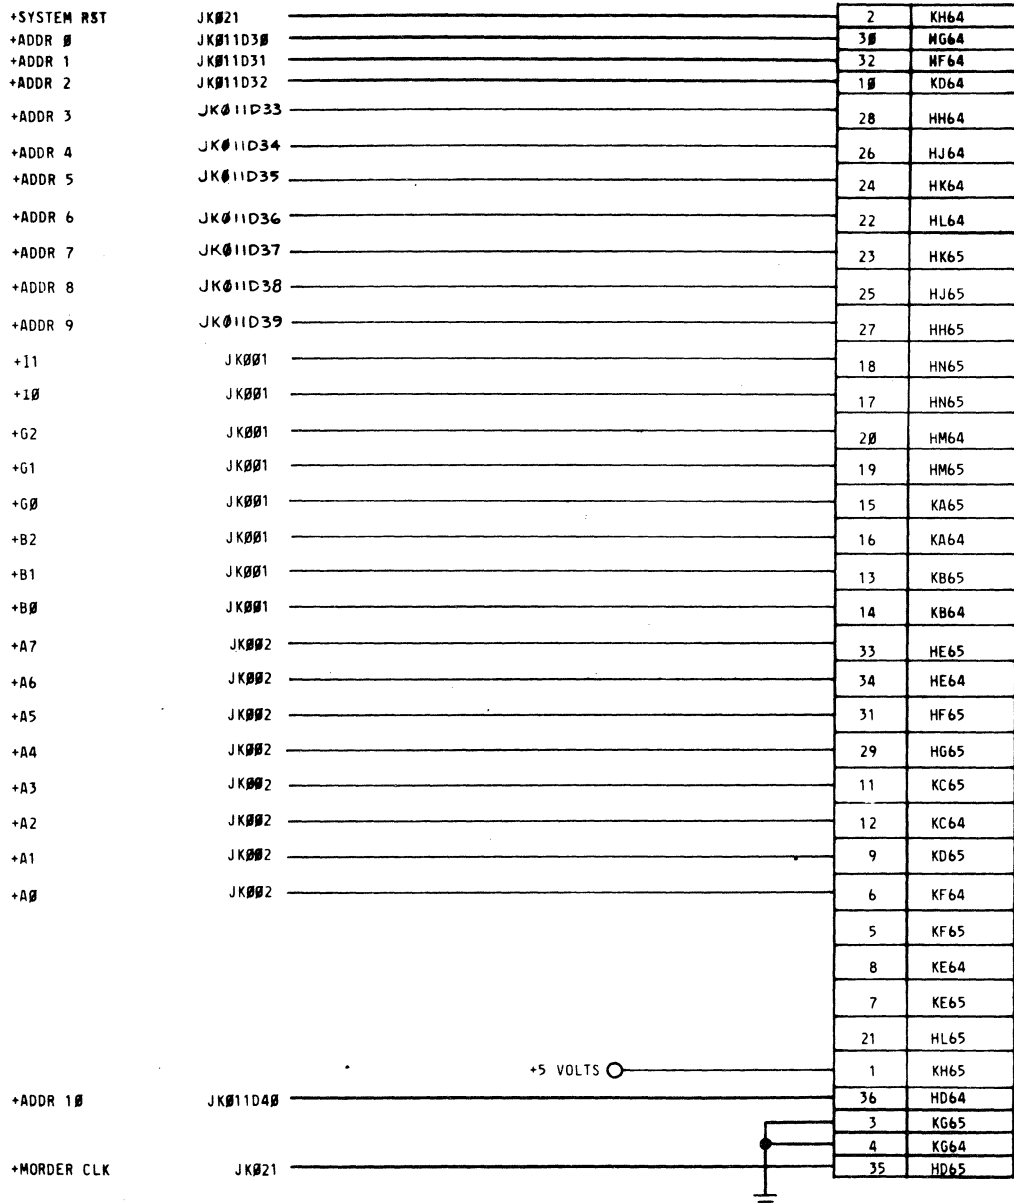 +SYSTEM RST JKØ21 2 KH64
+ADDR Ø JKØ11D3Ø 3Ø HG64
+ADDR 1 JKØ11D31 32 HF64
+ADDR 2 JKØ11D32 1Ø KD64
+ADDR 3 JKØ11D33 28 HH64
+ADDR 4 JKØ11D34 26 HJ64
+ADDR 5 JKØ11D35 24 HK64
+ADDR 6 JKØ11D36 22 HL64
+ADDR 7 JKØ11D37 23 HK65
+ADDR 8 JKØ11D38 25 HJ65
+ADDR 9 JKØ11D39 27 HH65
+I1 JKØØ1 18 HN65
+IØ JKØØ1 17 HN65
+G2 JKØØ1 2Ø HM64
+G1 JKØØ1 19 HM65
+GØ JKØØ1 15 KA65
+B2 JKØØ1 16 KA64
+B1 JKØØ1 13 KB65
+BØ JKØØ1 14 KB64
+A7 JKØØ2 33 HE65
+A6 JKØØ2 34 HE64
+A5 JKØØ2 31 HF65
+A4 JKØØ2 29 HG65
+A3 JKØØ2 11 KC65
+A2 JKØØ2 12 KC64
+A1 JKØØ2 9 KD65
+AØ JKØØ2 6 KF64
5 KF65
8 KE64
7 KE65
21 HL65
+5 VOLTS 1 KH65
+ADDR 1Ø JKØ11D4Ø 36 HD64
3 KG65
4 KG64
+MORDER CLK JKØ21 35 HD65